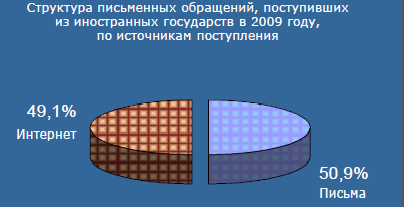 Структура письменных обращений, поступивших
из иностранных государств в 2009 году,
по источникам поступления
49,1%
Интернет
50,9%
Письма